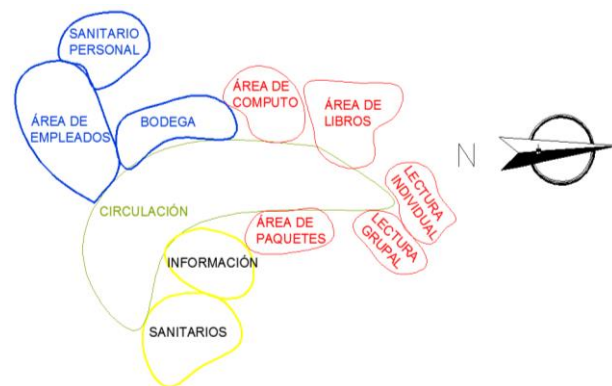 SANITARIO
PERSONAL
ÁREA DE
EMPLEADOS
BODEGA
ÁREA DE
COMPUTO
ÁREA DE
LIBROS
N
LECTURA
INDIVIDUAL
LECTURA
GRUPAL
CIRCULACIÓN
ÁREA DE
PAQUETES
INFORMACIÓN
SANITARIOS